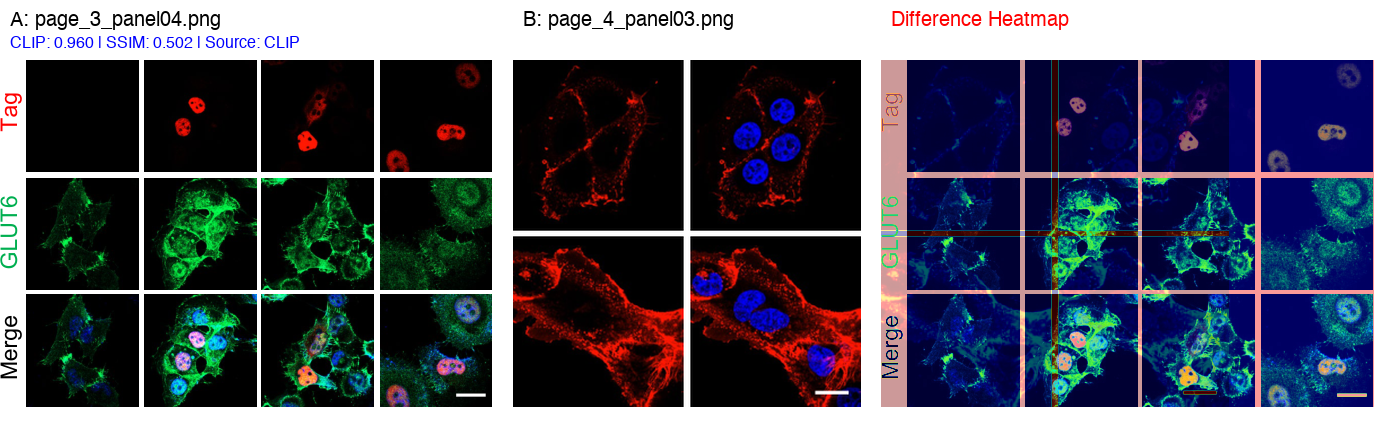 A: page_3_panel04.png
CLIP: 0.960 | SSIM: 0.502 | Source: CLIP
B: page_4_panel03.png
Difference Heatmap
Tag
GLUT6
Merge
Tag
GLUT6
Merge